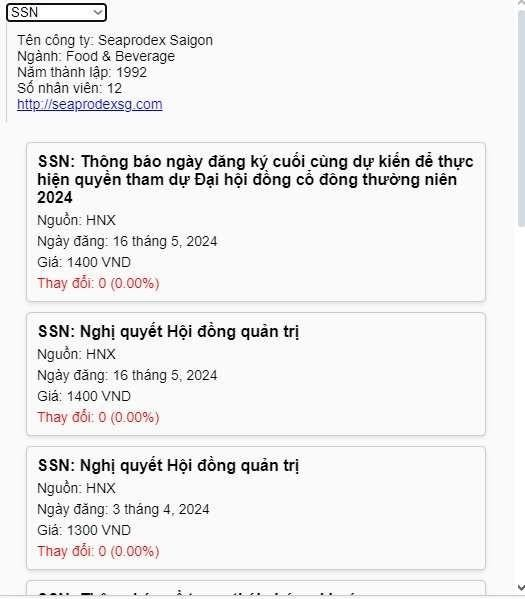 SSN
Tên công ty: Seaprodex Saigon
Ngành: Food & Beverage
Năm thành lập: 1992
Số nhân viên: 12
http://seaprodexsg.com
SSN: Thông báo ngày đăng ký cuối cùng dự kiến để thực
hiện quyền tham dự Đại hội đồng cổ đông thường niên
2024
Nguồn: HNX
Ngày đăng: 16 tháng 5, 2024
Giá: 1400 VND
Thay đổi: 0 (0.00%)
SSN: Nghị quyết Hội đồng quản trị
Nguồn: HNX
Ngày đăng: 16 tháng 5, 2024
Giá: 1400 VND
Thay đổi: 0 (0.00%)
SSN: Nghị quyết Hội đồng quản trị
Nguồn: HNX
Ngày đăng: 3 tháng 4, 2024
Giá: 1300 VND
Thay đổi: 0 (0.00%)